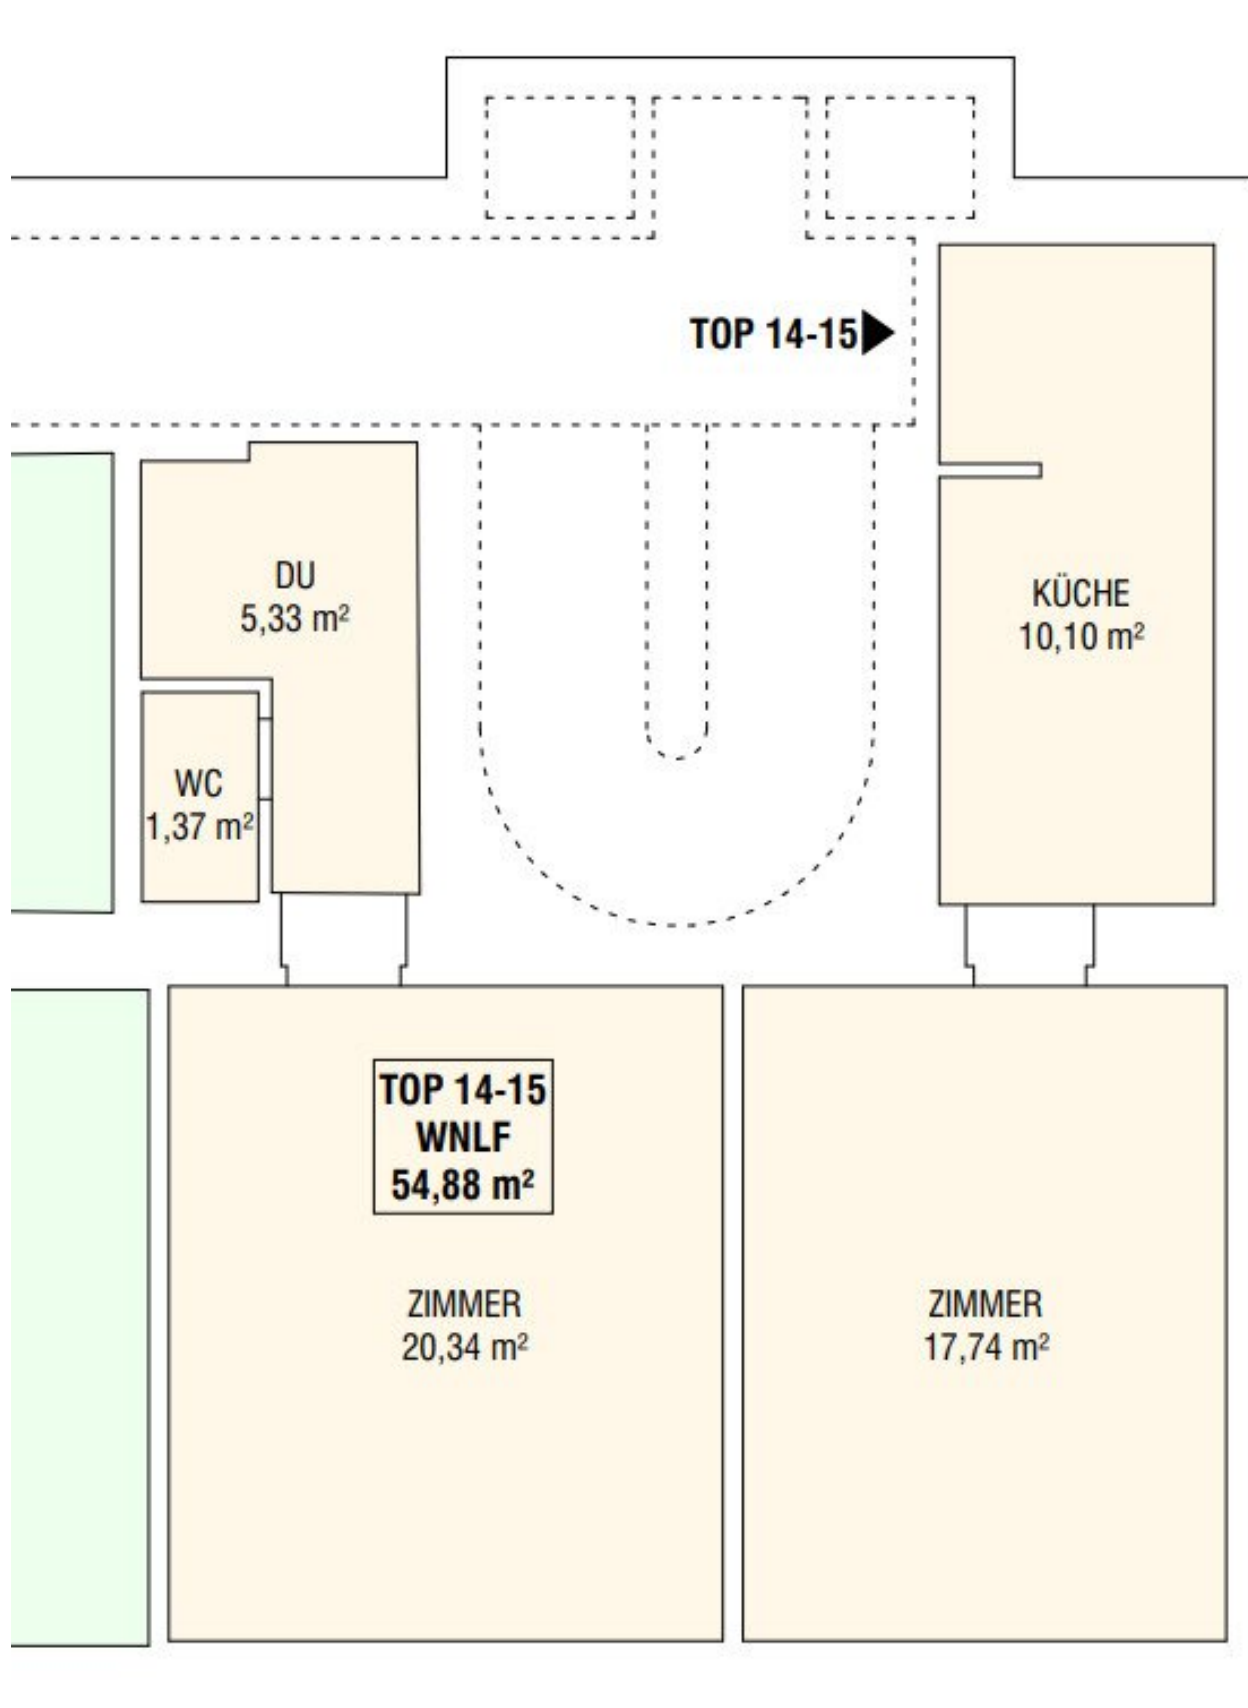 TOP 14-15
DU
5,33 m²
KÜCHE
10,10 m²
WC
1,37 m²
TOP 14-15
WNLF
54,88 m²
ZIMMER
20,34 m²
ZIMMER
17,74 m²